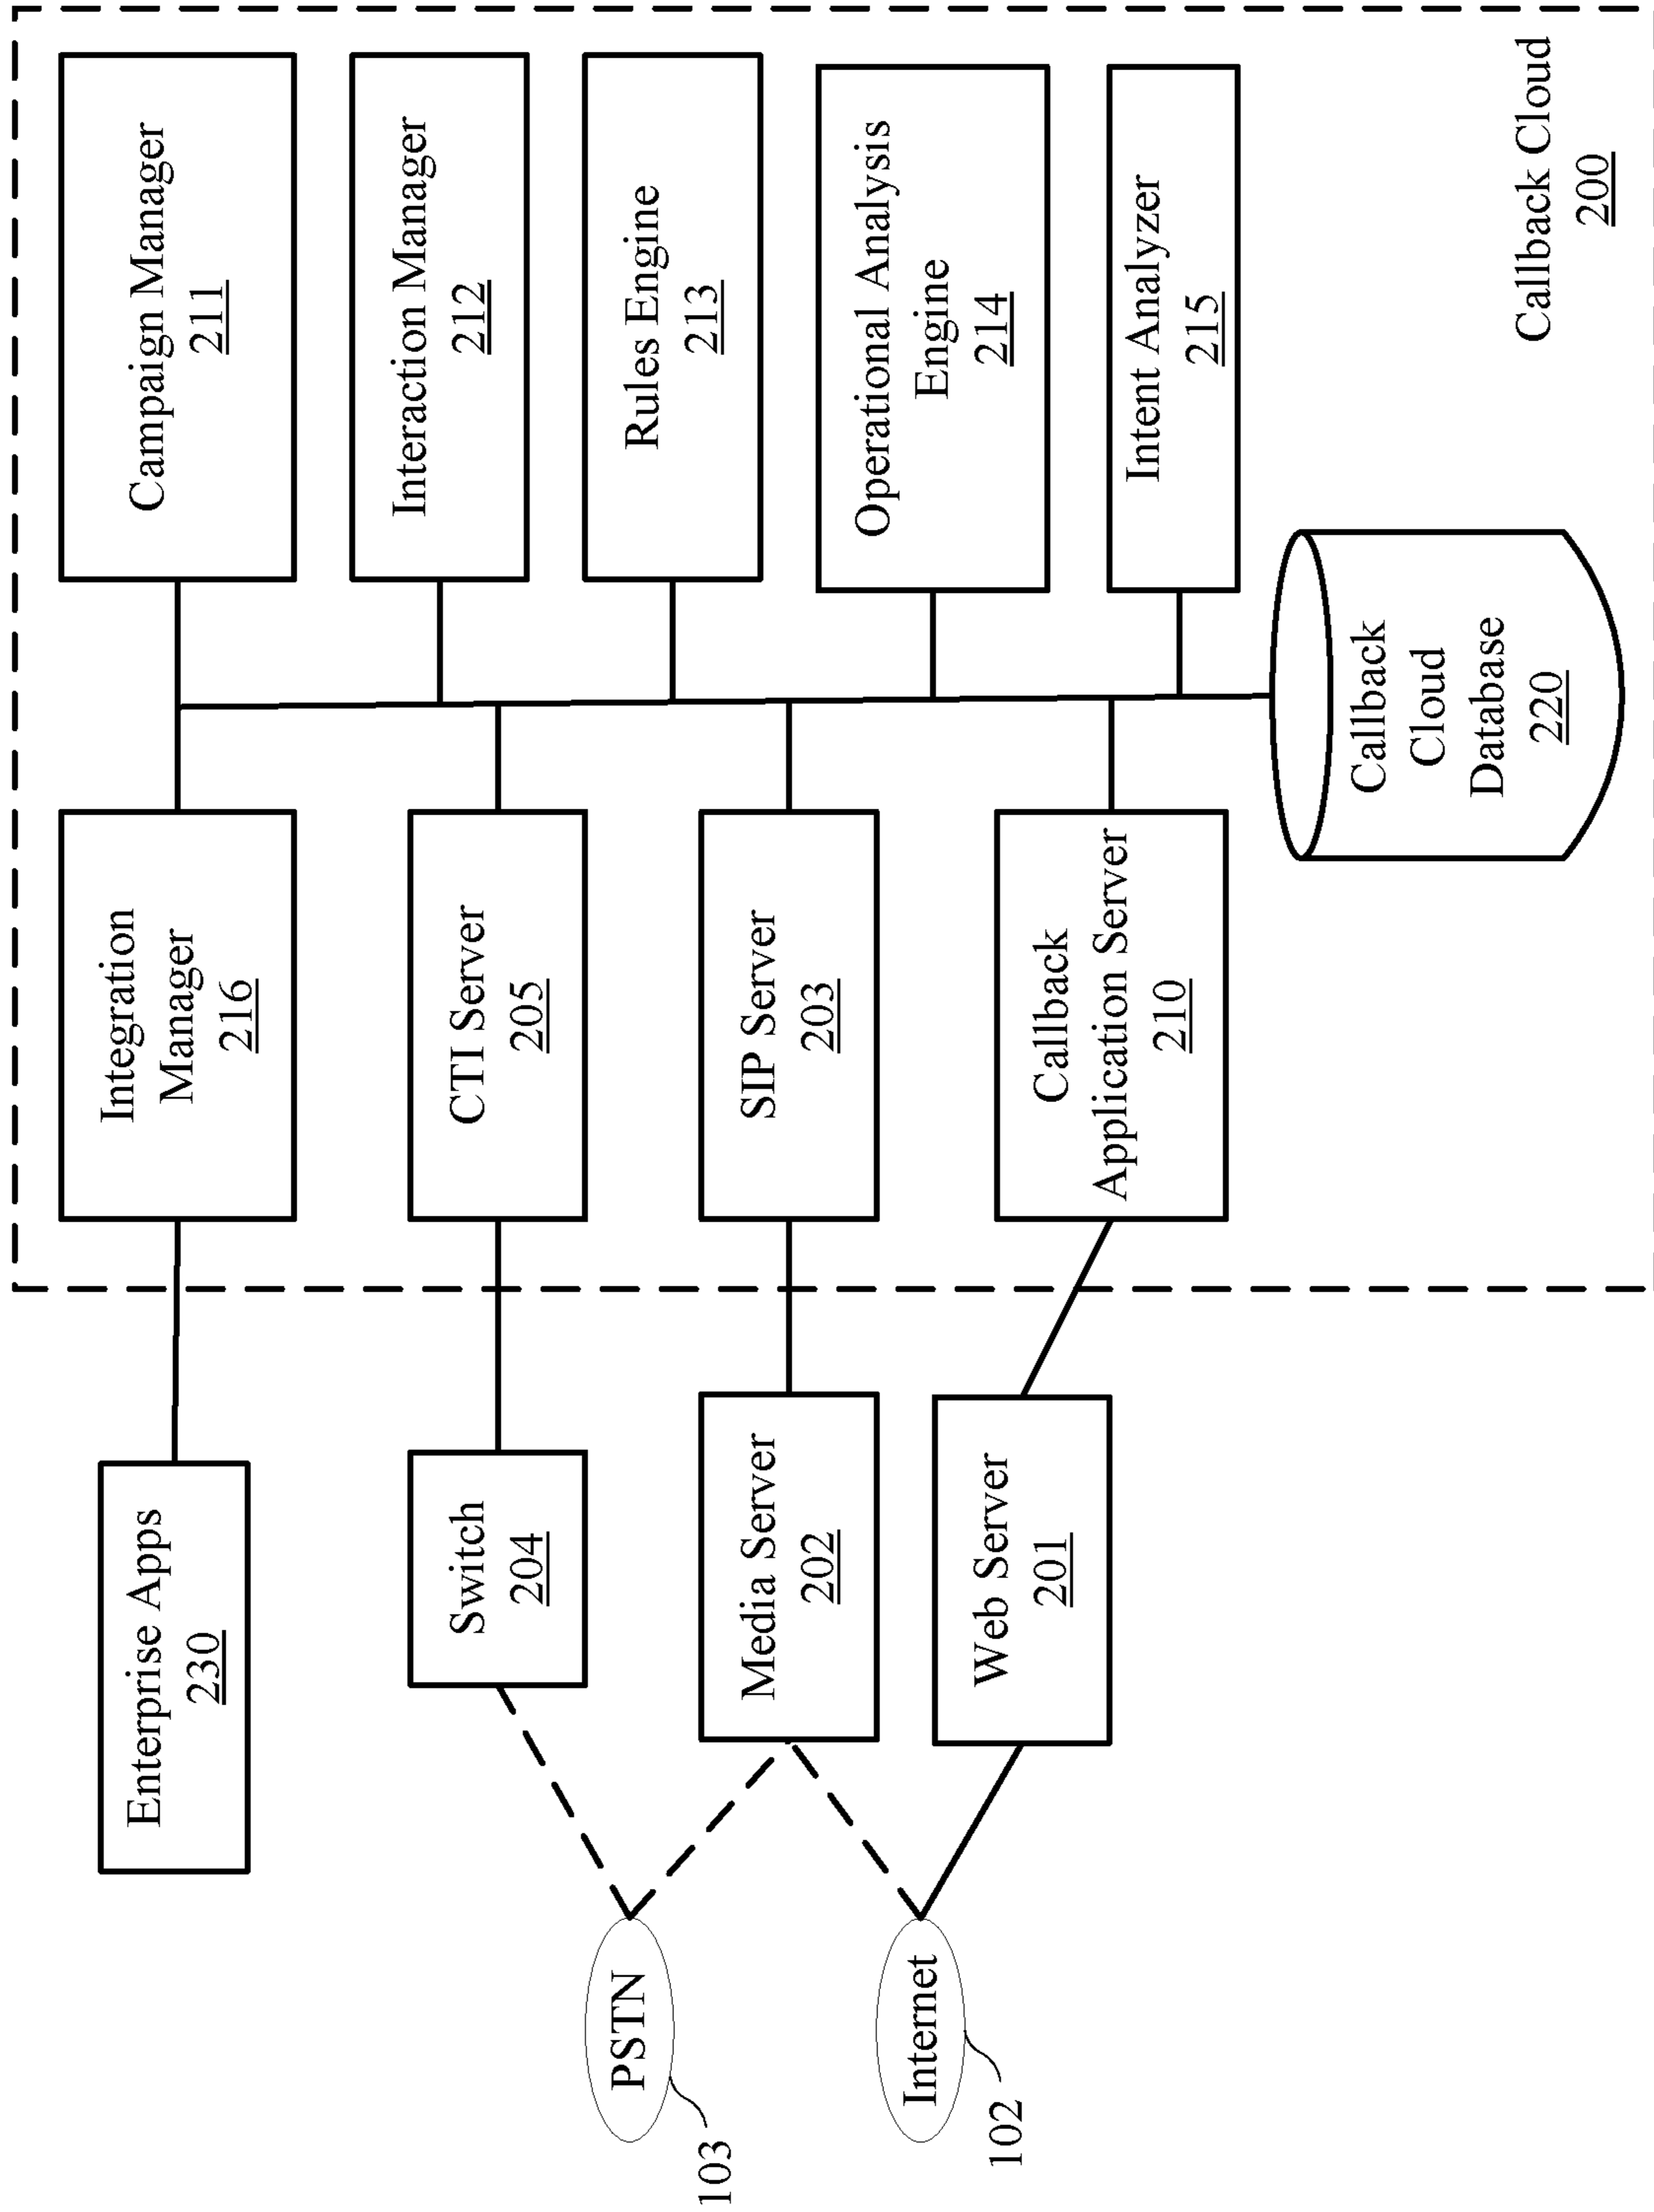 Enterprise Apps
230
Integration
Manager
216
Campaign Manager
211
Interaction Manager
212
Switch
204
CTI Server
205
Rules Engine
213
PSTN
103
Media Server
202
SIP Server
203
Operational Analysis
Engine
214
Internet
102
Web Server
201
Callback
Application Server
210
Intent Analyzer
215
Callback
Cloud
Database
220
Callback Cloud
200